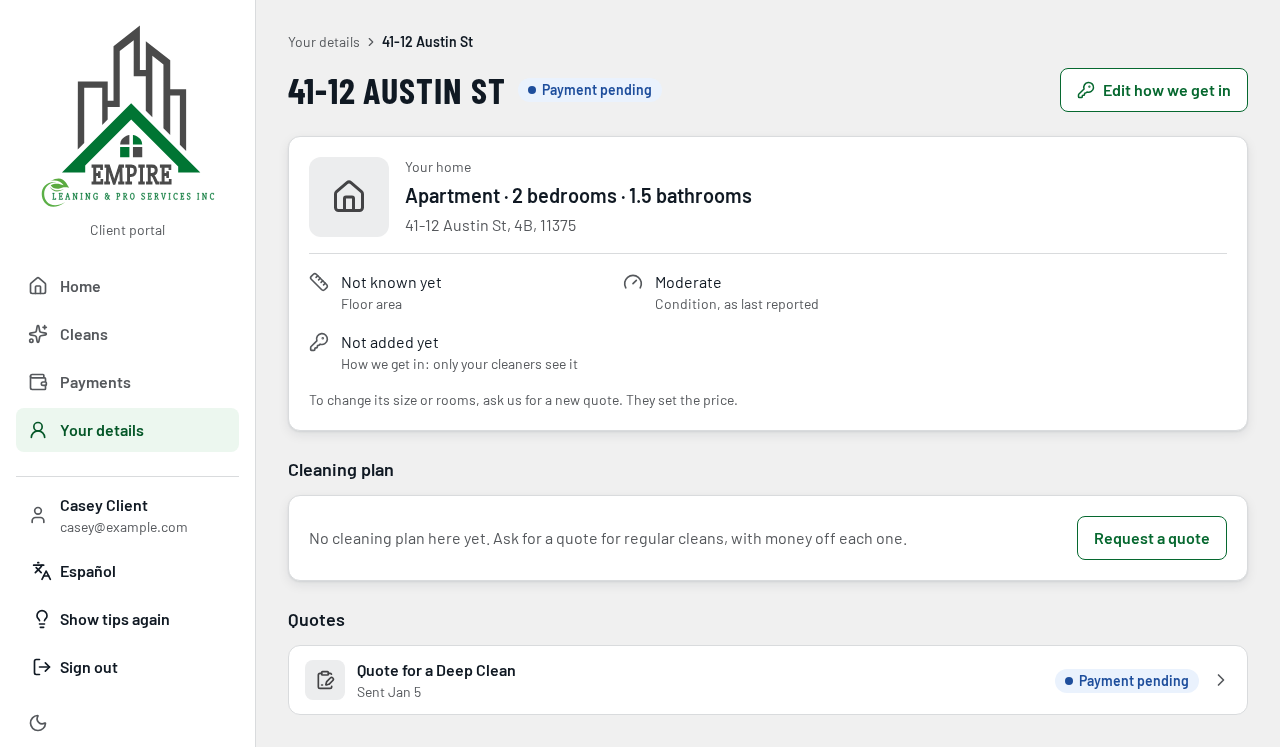 EMPIRE
CLEANING & PRO SERVICES INC
Client portal
Home
Cleans
Payments
Your details
Casey Client
casey@example.com
Español
Show tips again
Sign out
Your details
41-12 Austin St
41-12 AUSTIN ST
Payment pending
Edit how we get in
Your home
Apartment · 2 bedrooms · 1.5 bathrooms
41-12 Austin St, 4B, 11375
Not known yet
Floor area
Moderate
Condition, as last reported
Not added yet
How we get in: only your cleaners see it
To change its size or rooms, ask us for a new quote. They set the price.
Cleaning plan
No cleaning plan here yet. Ask for a quote for regular cleans, with money off each one.
Request a quote
Quotes
Quote for a Deep Clean
Sent Jan 5
Payment pending